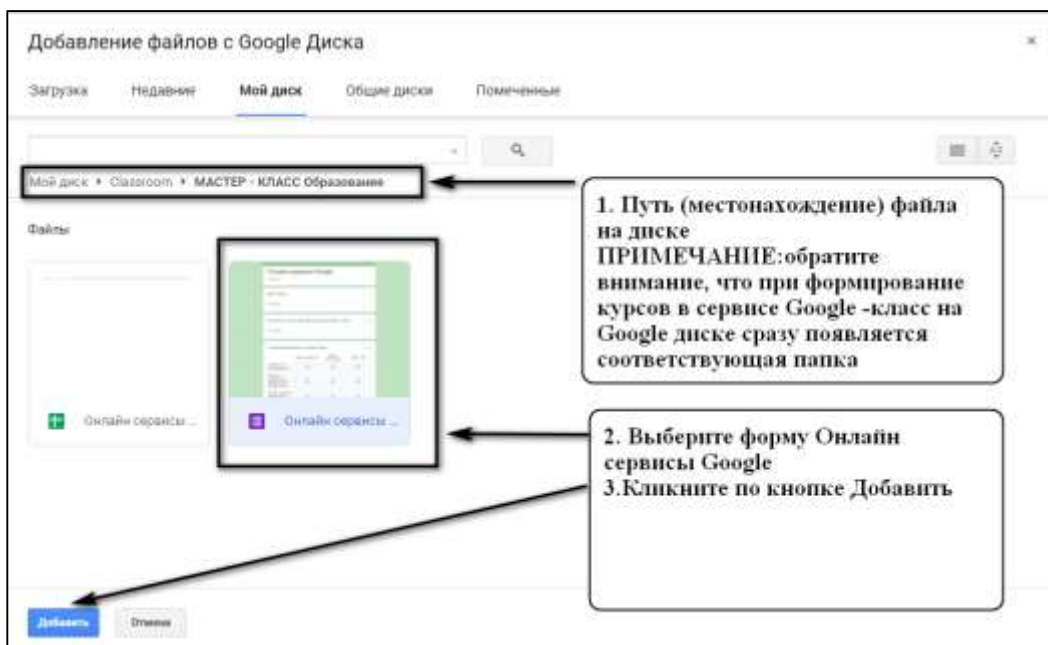 Добавление файлов с Google Диска
×
Загрузка Недавние Мой диск Общие диски Помеченные
Мой диск Classroom МАСТЕР - КЛАСС Образование
Файлы
1. Путь (местонахождение) файла
на диске
ПРИМЕЧАНИЕ:обратите
внимание, что при формирование
курсов в сервисе Google -класс на
Google диске сразу появляется
соответствующая папка
Онлайн сервисы ...
Онлайн сервисы ...
2. Выберите форму Онлайн
сервисы Google
3.Кликните по кнопке Добавить
Добавить Отмена